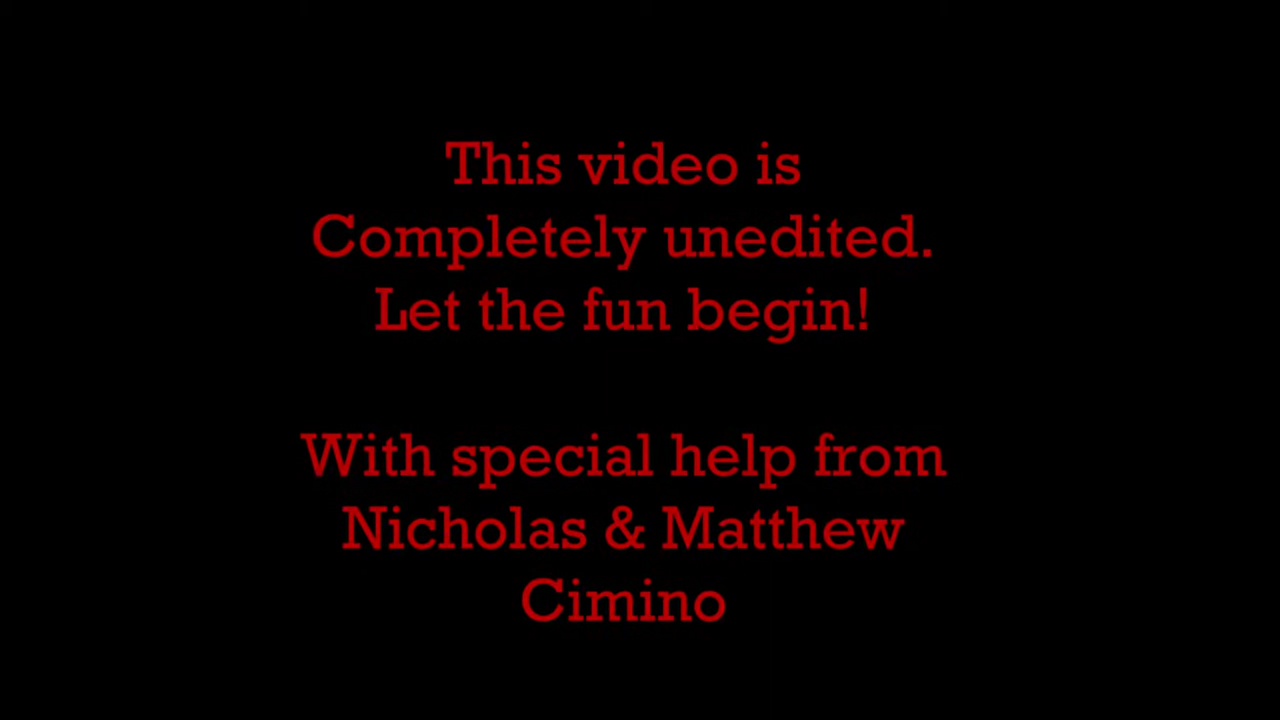 This video is
Completely unedited.
Let the fun begin!
With special help from
Nicholas & Matthew
Cimino